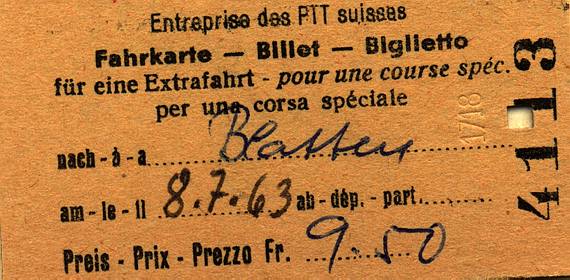 Entreprise des PTT suisses
Fahrkarte – Billet – Biglietto
für eine Extrafahrt - pour une course spéc.
per una corsa spéciale
nach - à - a Blatten
am - le - il 8.7.63 ab - dép. - part.
Preis - Prix - Prezzo Fr. 9.50
4113